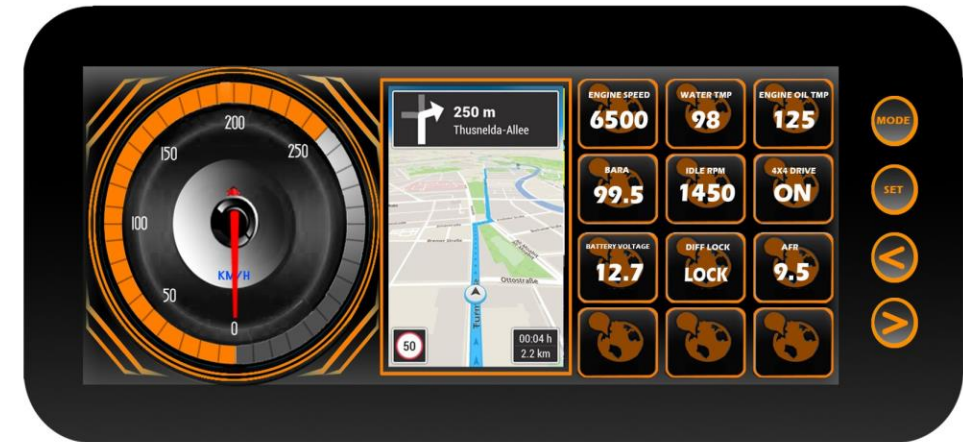 200
150
250
100
50
0
KM/H
250 m
Thusnelda-Allee
Ottostraße
Turm
50
00:04 h
2.2 km
ENGINE SPEED
6500
WATER TMP
98
ENGINE OIL TMP
125
BARA
99.5
IDLE RPM
1450
4X4 DRIVE
ON
BATTERY VOLTAGE
12.7
DIFF LOCK
LOCK
AFR
9.5
MODE
SET
<
>